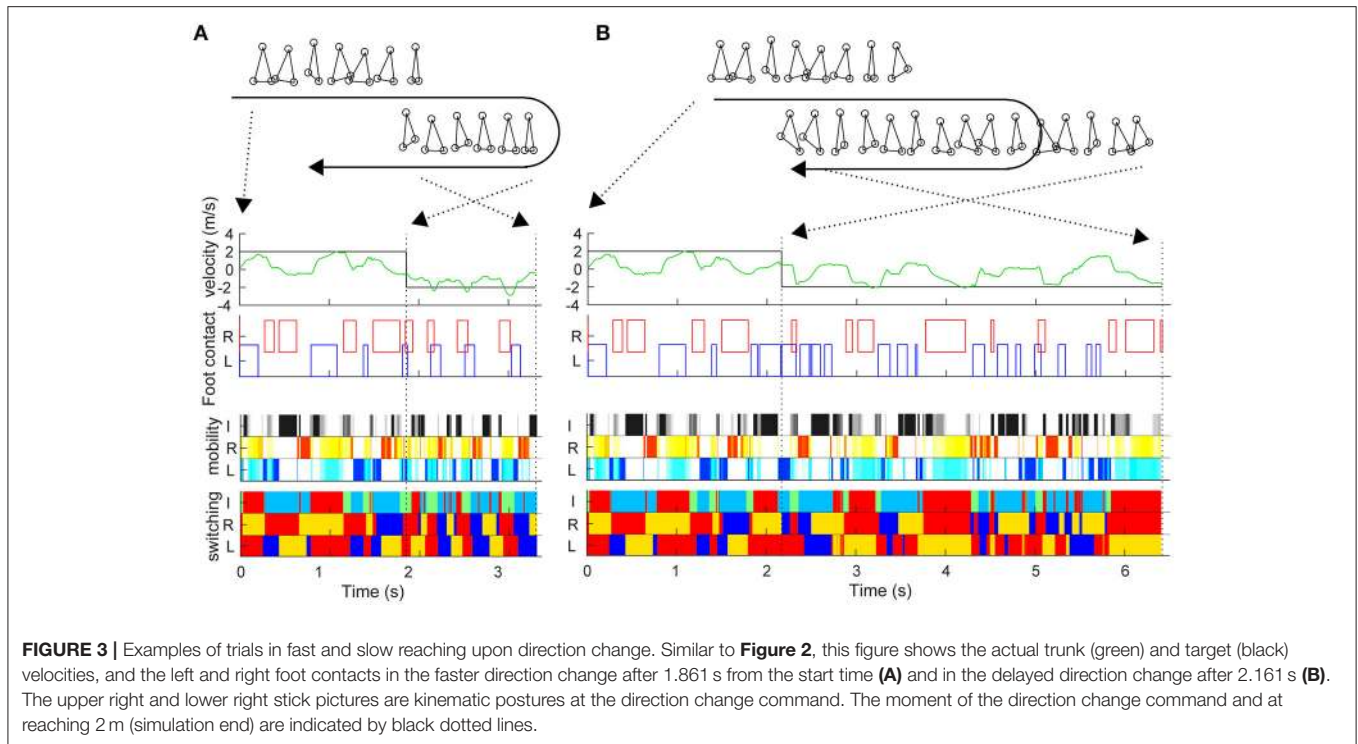 A
B
velocity (m/s)
4
2
0
-2
-4
4
2
0
-2
-4
Foot contact
R
L
R
L
mobility
I
R
L
I
R
L
switching
I
R
L
I
R
L
0 1 2 3
Time (s)
0 1 2 3 4 5 6
Time (s)
FIGURE 3 | Examples of trials in fast and slow reaching upon direction change. Similar to Figure 2, this figure shows the actual trunk (green) and target (black)
velocities, and the left and right foot contacts in the faster direction change after 1.861 s from the start time (A) and in the delayed direction change after 2.161 s (B).
The upper right and lower right stick pictures are kinematic postures at the direction change command. The moment of the direction change command and at
reaching 2 m (simulation end) are indicated by black dotted lines.